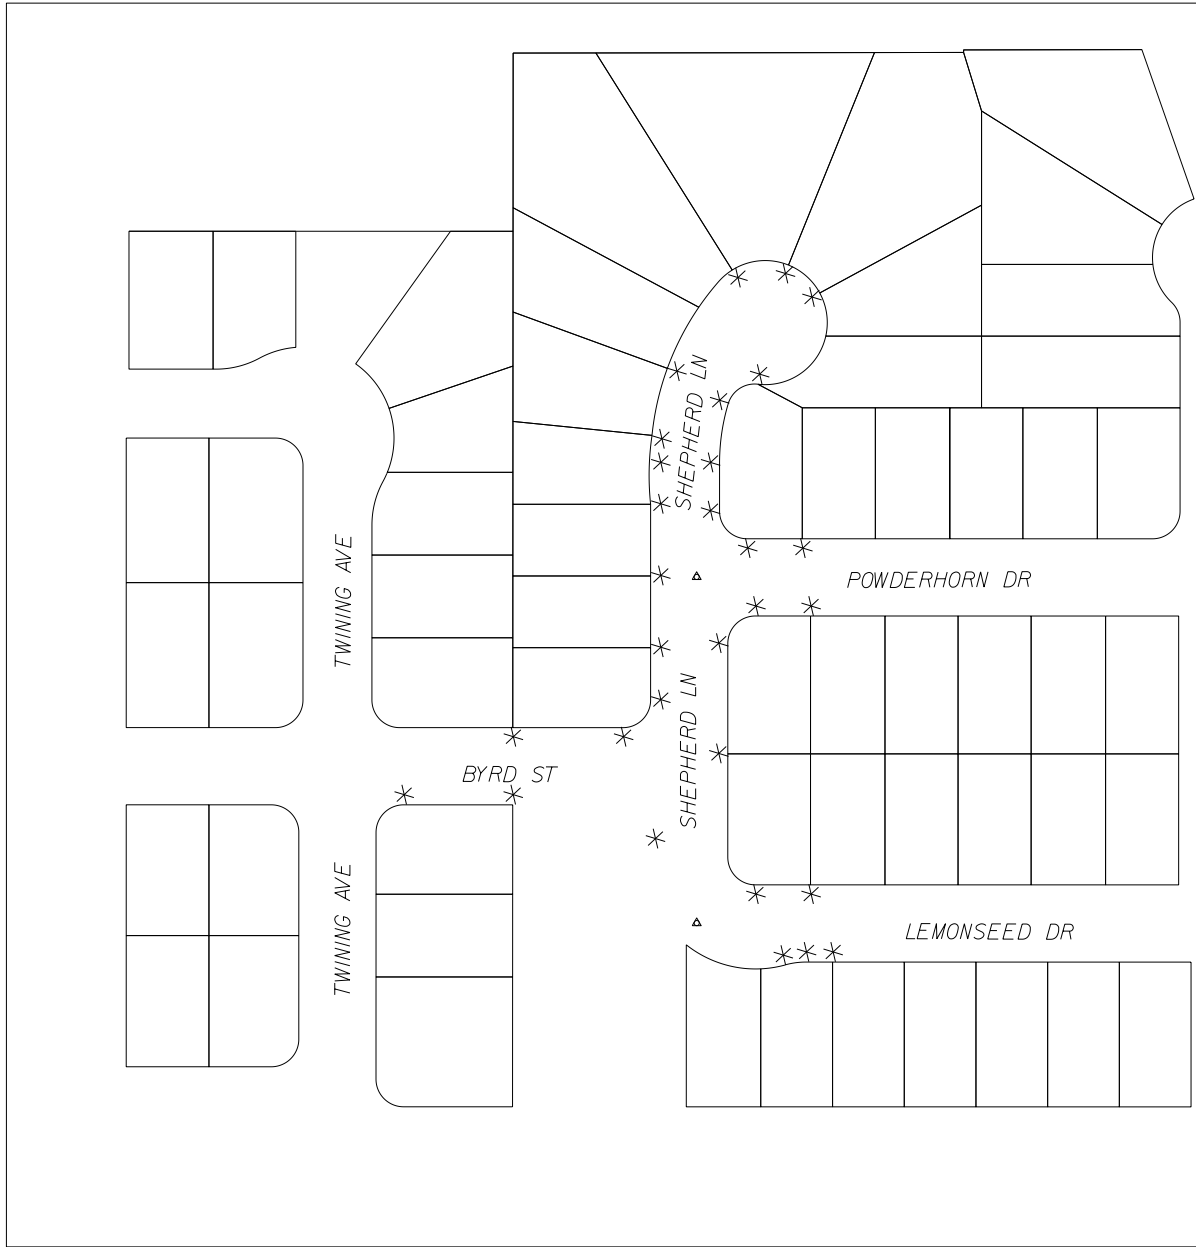 SHEPHERD LN
TWINING AVE
POWDERHORN DR
SHEPHERD LN
BYRD ST
TWINING AVE
LEMONSEED DR